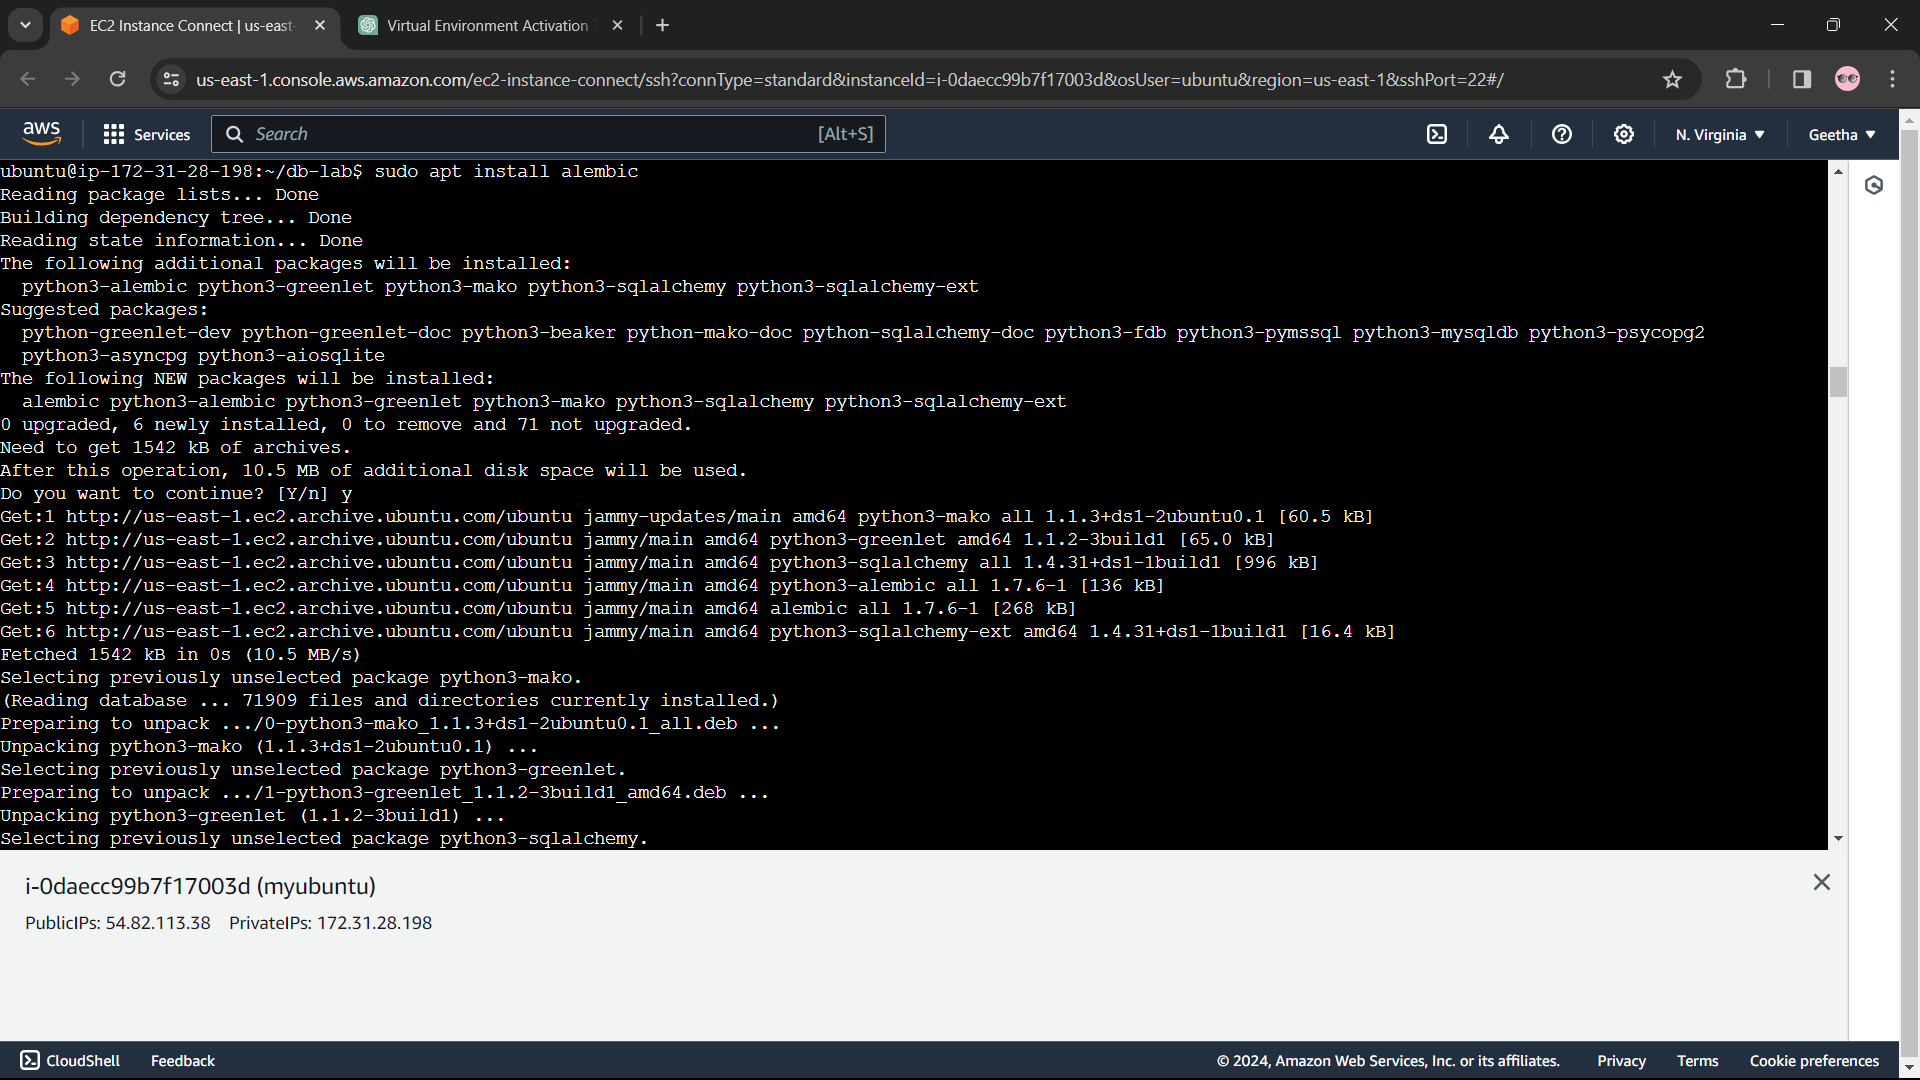 EC2 Instance Connect | us-east-
Virtual Environment Activation
us-east-1.console.aws.amazon.com/ec2-instance-connect/ssh?connType=standard&instanceId=i-0daecc99b7f17003d&osUser=ubuntu&region=us-east-1&sshPort=22#/
aws Services Search [Alt+S] N. Virginia Geetha
ubuntu@ip-172-31-28-198:~/db-lab$ sudo apt install alembic
Reading package lists... Done
Building dependency tree... Done
Reading state information... Done
The following additional packages will be installed:
  python3-alembic python3-greenlet python3-mako python3-sqlalchemy python3-sqlalchemy-ext
Suggested packages:
  python-greenlet-dev python-greenlet-doc python3-beaker python-mako-doc python-sqlalchemy-doc python3-fdb python3-pymssql python3-mysqldb python3-psycopg2
  python3-asyncpg python3-aiosqlite
The following NEW packages will be installed:
  alembic python3-alembic python3-greenlet python3-mako python3-sqlalchemy python3-sqlalchemy-ext
0 upgraded, 6 newly installed, 0 to remove and 71 not upgraded.
Need to get 1542 kB of archives.
After this operation, 10.5 MB of additional disk space will be used.
Do you want to continue? [Y/n] y
Get:1 http://us-east-1.ec2.archive.ubuntu.com/ubuntu jammy-updates/main amd64 python3-mako all 1.1.3+ds1-2ubuntu0.1 [60.5 kB]
Get:2 http://us-east-1.ec2.archive.ubuntu.com/ubuntu jammy/main amd64 python3-greenlet amd64 1.1.2-3build1 [65.0 kB]
Get:3 http://us-east-1.ec2.archive.ubuntu.com/ubuntu jammy/main amd64 python3-sqlalchemy all 1.4.31+ds1-1build1 [996 kB]
Get:4 http://us-east-1.ec2.archive.ubuntu.com/ubuntu jammy/main amd64 python3-alembic all 1.7.6-1 [136 kB]
Get:5 http://us-east-1.ec2.archive.ubuntu.com/ubuntu jammy/main amd64 alembic all 1.7.6-1 [268 kB]
Get:6 http://us-east-1.ec2.archive.ubuntu.com/ubuntu jammy/main amd64 python3-sqlalchemy-ext amd64 1.4.31+ds1-1build1 [16.4 kB]
Fetched 1542 kB in 0s (10.5 MB/s)
Selecting previously unselected package python3-mako.
(Reading database ... 71909 files and directories currently installed.)
Preparing to unpack .../0-python3-mako_1.1.3+ds1-2ubuntu0.1_all.deb ...
Unpacking python3-mako (1.1.3+ds1-2ubuntu0.1) ...
Selecting previously unselected package python3-greenlet.
Preparing to unpack .../1-python3-greenlet_1.1.2-3build1_amd64.deb ...
Unpacking python3-greenlet (1.1.2-3build1) ...
Selecting previously unselected package python3-sqlalchemy.
i-0daecc99b7f17003d (myubuntu)
PublicIPs: 54.82.113.38 PrivateIPs: 172.31.28.198
CloudShell Feedback © 2024, Amazon Web Services, Inc. or its affiliates. Privacy Terms Cookie preferences